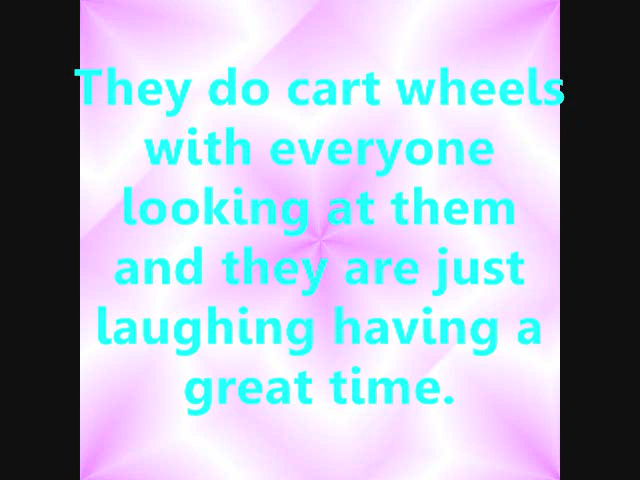 They do cart wheels
with everyone
looking at them
and they are just
laughing having a
great time.